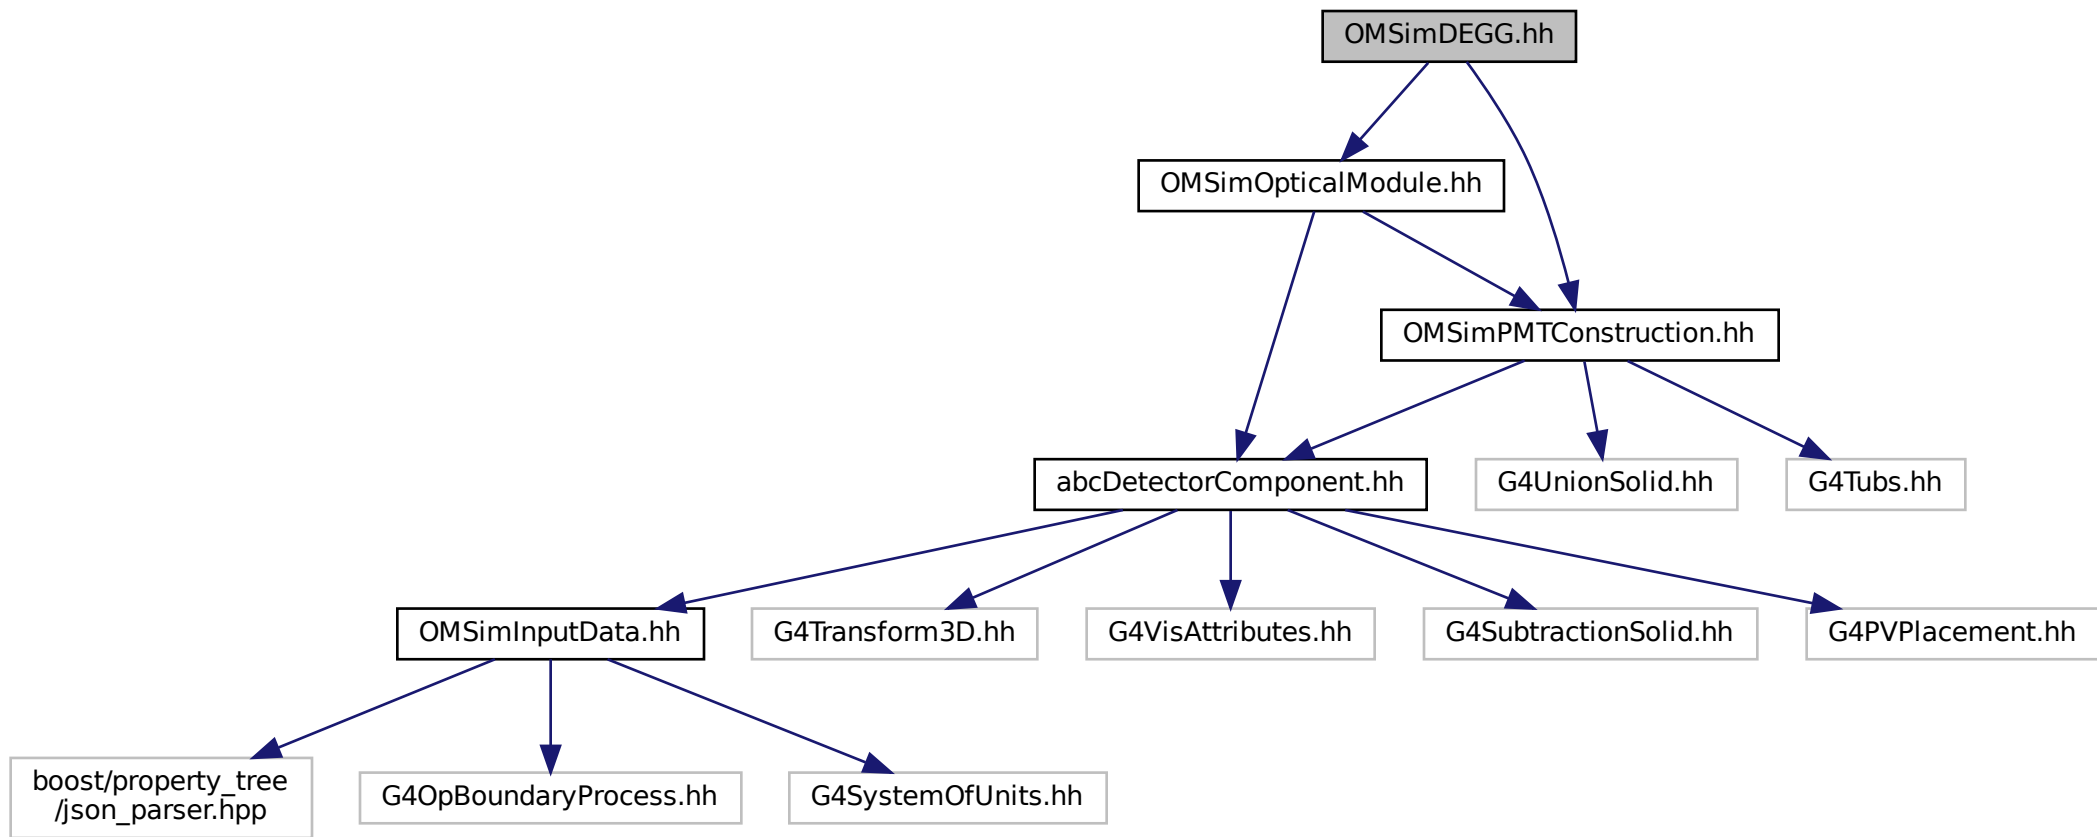 OMSimDEGG.hh
OMSimOpticalModule.hh
OMSimPMTConstruction.hh
abcDetectorComponent.hh
G4UnionSolid.hh
G4Tubs.hh
OMSimInputData.hh
G4Transform3D.hh
G4VisAttributes.hh
G4SubtractionSolid.hh
G4PVPlacement.hh
boost/property_tree
/json_parser.hpp
G4OpBoundaryProcess.hh
G4SystemOfUnits.hh